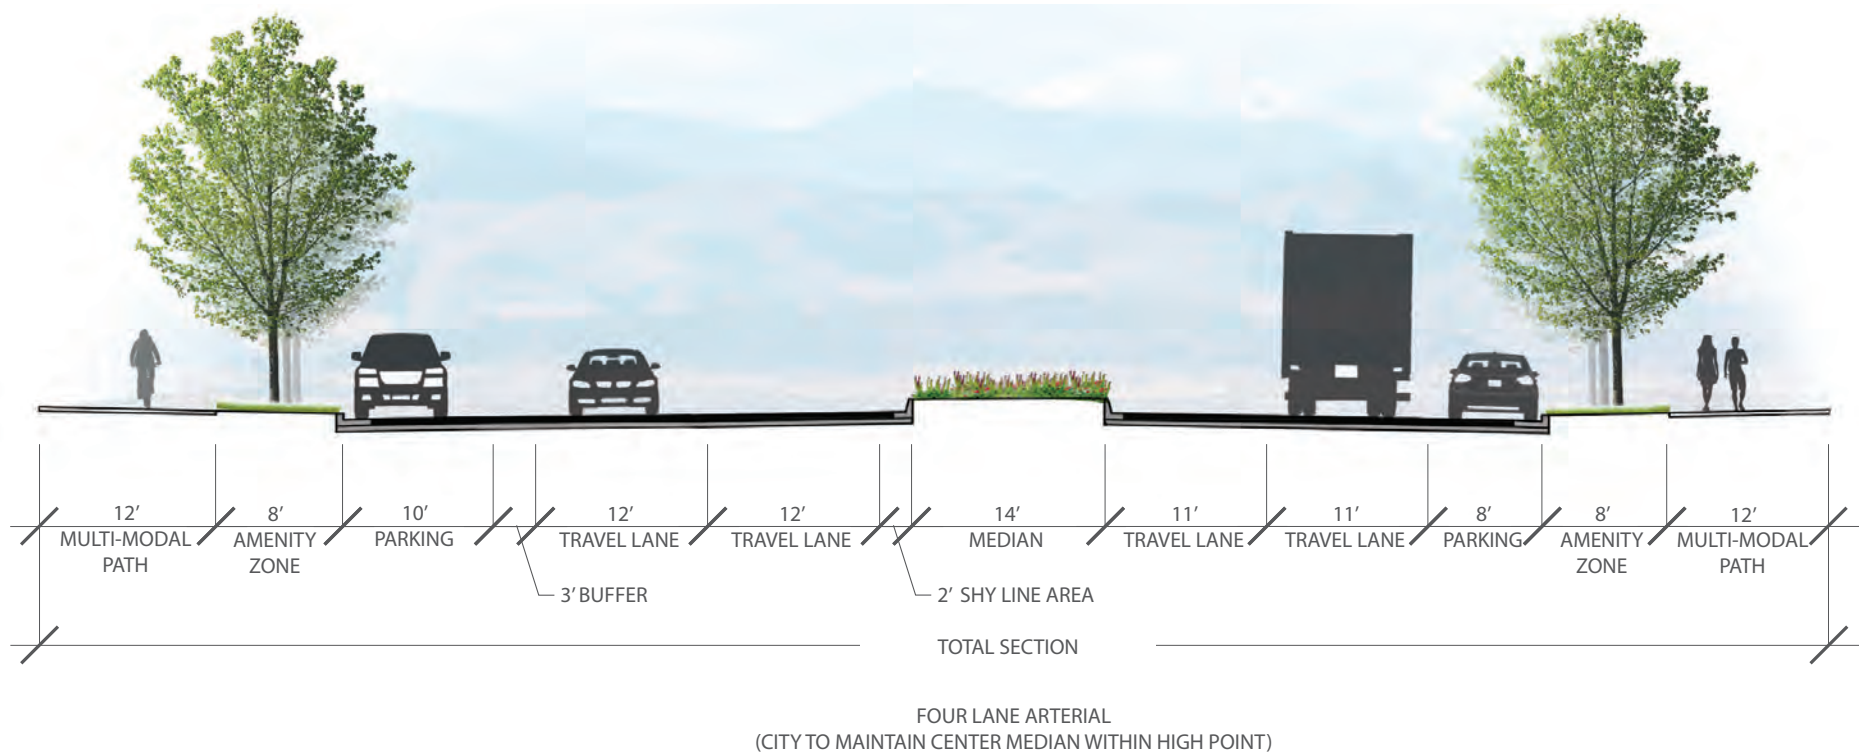 12’
MULTI-MODAL
PATH
8’
AMENITY
ZONE
10’
PARKING
12’
TRAVEL LANE
12’
TRAVEL LANE
14’
MEDIAN
11’
TRAVEL LANE
11’
TRAVEL LANE
8’
PARKING
8’
AMENITY
ZONE
12’
MULTI-MODAL
PATH
3’ BUFFER
2’ SHY LINE AREA
TOTAL SECTION
FOUR LANE ARTERIAL
(CITY TO MAINTAIN CENTER MEDIAN WITHIN HIGH POINT)